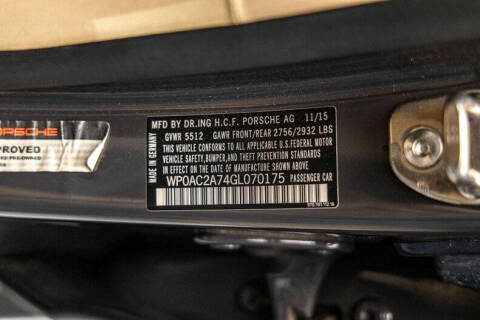 PORSCHE
PROVED
MADE IN GERMANY
MFD BY DR.ING H.C.F. PORSCHE AG 11/15
GVWR 5512 GAWR FRONT/REAR 2756/2932 LBS
THIS VEHICLE CONFORMS TO ALL APPLICABLE U.S.FEDERAL MOTOR
VEHICLE SAFETY,BUMPER,AND THEFT PREVENTION STANDARDS
IN EFFECT ON THE DATE OF MANUFACTURE SHOWN ABOVE
WP0AC2A74GL070175 PASSENGER CAR